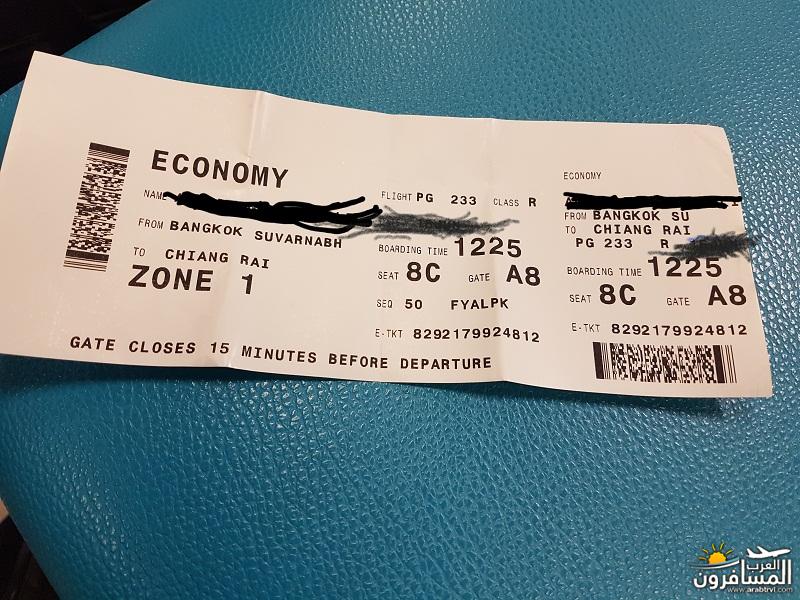 ECONOMY
NAME
FROM BANGKOK SUVARNABH
TO CHIANG RAI
ZONE 1
FLIGHT PG 233 CLASS R
BOARDING TIME 1225
SEAT 8C GATE A8
SEQ 50 FYALPK
E-TKT 8292179924812
GATE CLOSES 15 MINUTES BEFORE DEPARTURE
ECONOMY
FROM BANGKOK SU
TO CHIANG RAI
PG 233 R
BOARDING TIME 1225
SEAT 8C GATE A8
E-TKT 8292179924812
العرب
المسافرون
www.arabtrvl.com